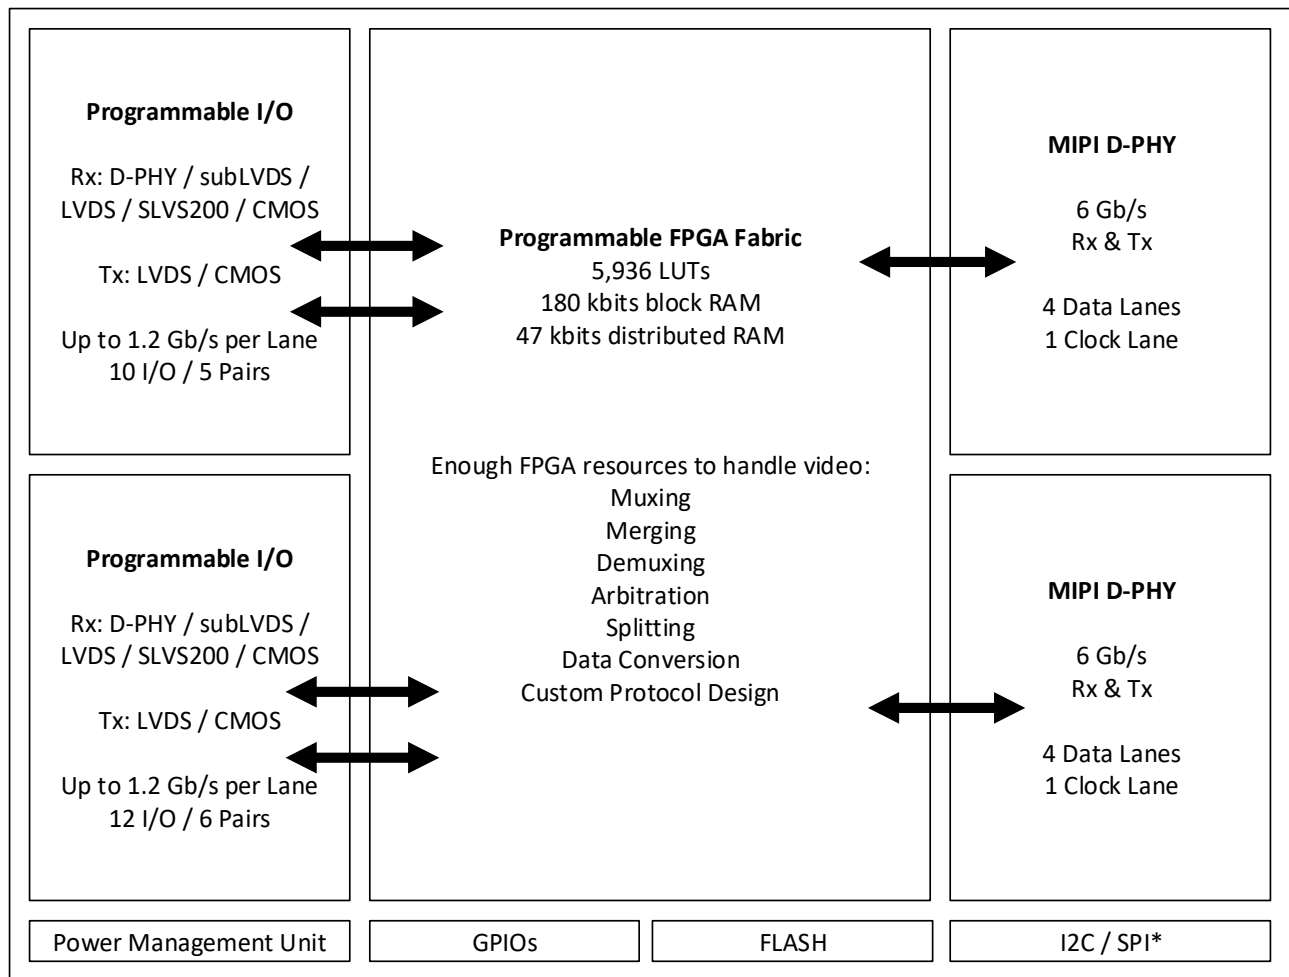 Programmable I/O
Rx: D-PHY / subLVDS /
LVDS / SLVS200 / CMOS
Tx: LVDS / CMOS
Up to 1.2 Gb/s per Lane
10 I/O / 5 Pairs
Programmable FPGA Fabric
5,936 LUTs
180 kbits block RAM
47 kbits distributed RAM
Enough FPGA resources to handle video:
Muxing
Merging
Demuxing
Arbitration
Splitting
Data Conversion
Custom Protocol Design
MIPI D-PHY
6 Gb/s
Rx & Tx
4 Data Lanes
1 Clock Lane
Programmable I/O
Rx: D-PHY / subLVDS /
LVDS / SLVS200 / CMOS
Tx: LVDS / CMOS
Up to 1.2 Gb/s per Lane
12 I/O / 6 Pairs
MIPI D-PHY
6 Gb/s
Rx & Tx
4 Data Lanes
1 Clock Lane
Power Management Unit
GPIOs
FLASH
I2C / SPI*